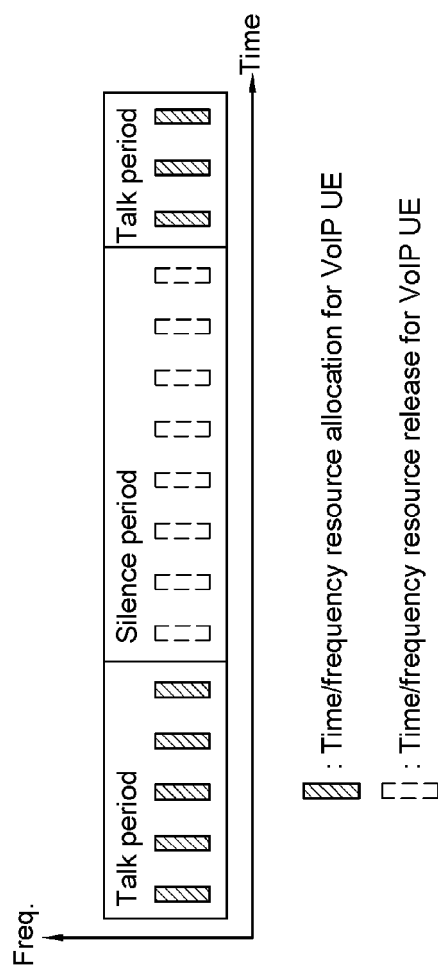 Freq.
Talk period
Silence period
Talk period
Time
: Time/frequency resource allocation for VoIP UE
: Time/frequency resource release for VoIP UE